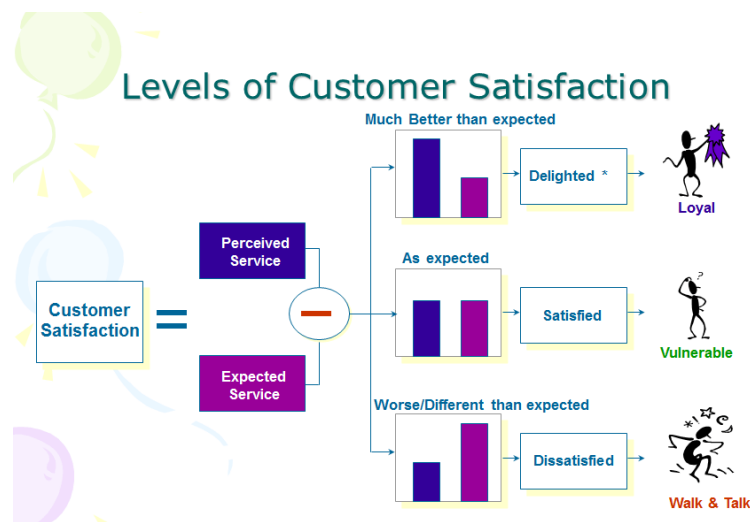 Levels of Customer Satisfaction
Much Better than expected
Delighted *
Loyal
Perceived
Service
As expected
Customer
Satisfaction
=
−
Satisfied
?
Vulnerable
Expected
Service
Worse/Different than expected
Dissatisfied
Walk & Talk